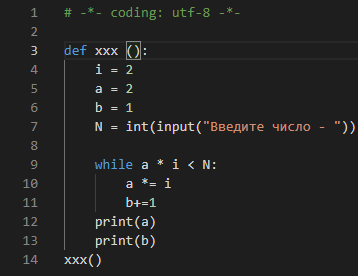 1 # -*- coding: utf-8 -*-
2
3 def xxx ():
4     i = 2
5     a = 2
6     b = 1
7     N = int(input("Введите число - "))
8
9     while a * i < N:
10         a *= i
11         b+=1
12     print(a)
13     print(b)
14 xxx()